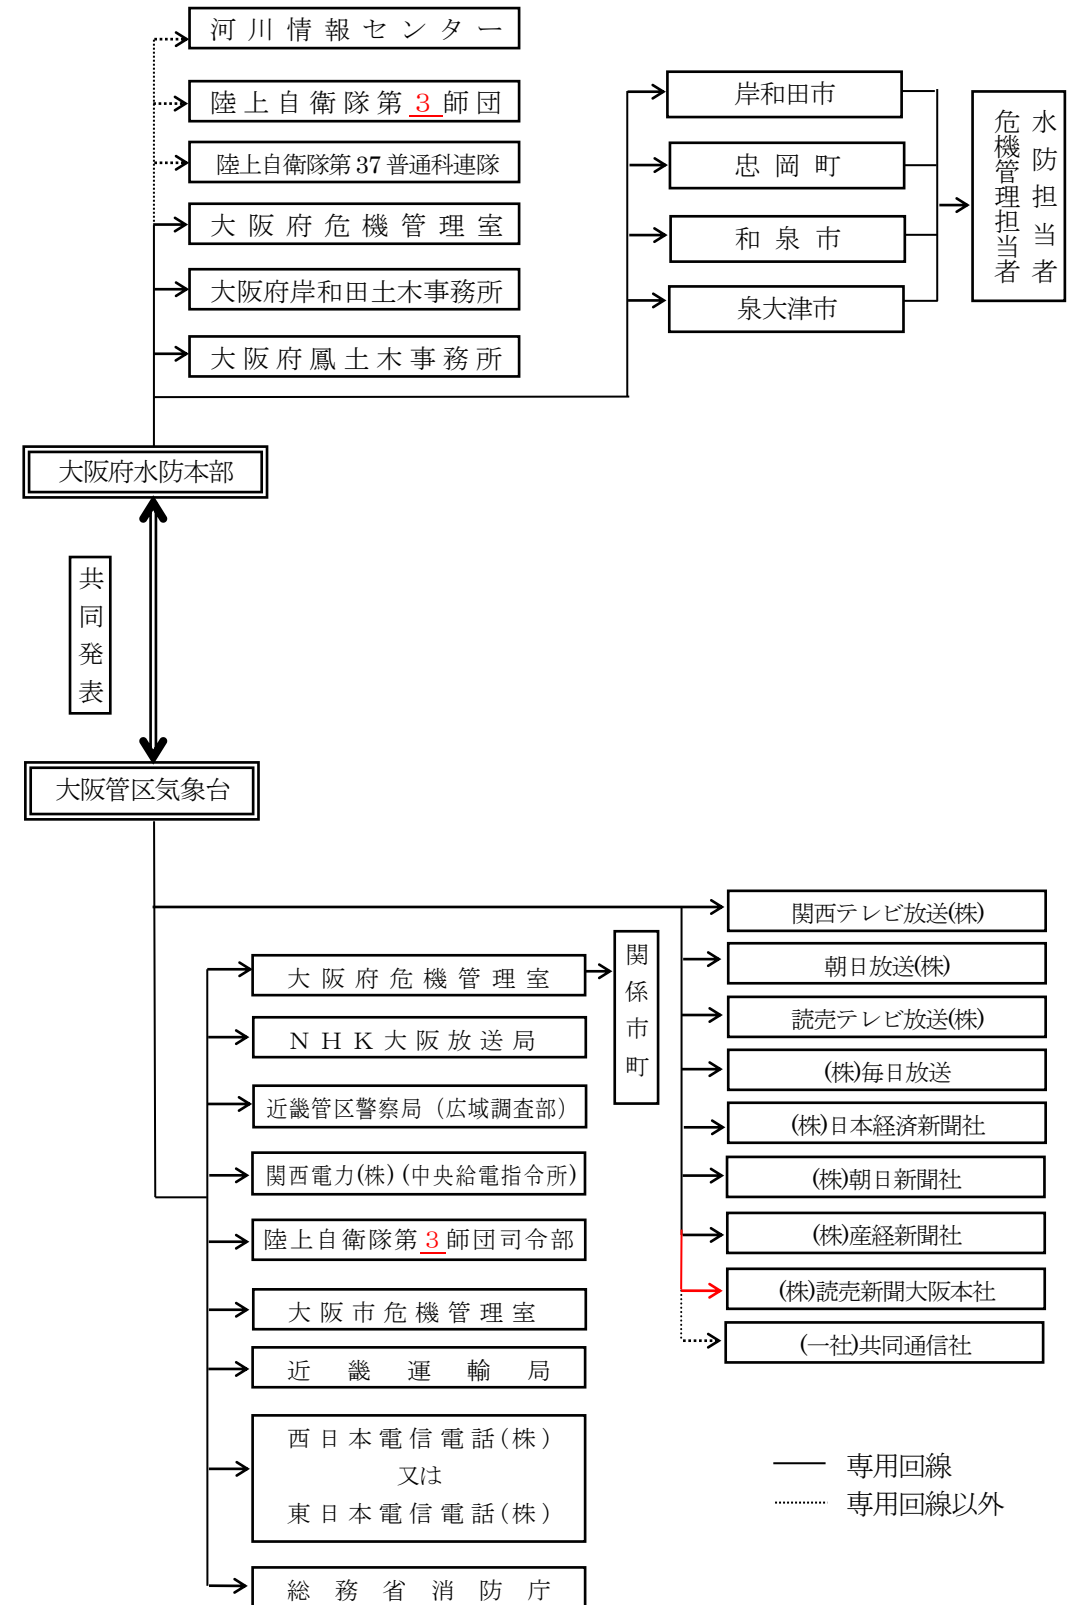 河川情報センター
陸上自衛隊第３師団
陸上自衛隊第37普通科連隊
大阪府危機管理室
大阪府岸和田土木事務所
大阪府鳳土木事務所
岸和田市
忠岡町
和泉市
泉大津市
水防担当者
危機管理担当者
大阪府水防本部
共同発表
大阪管区気象台
関西テレビ放送(株)
朝日放送(株)
読売テレビ放送(株)
(株)毎日放送
(株)日本経済新聞社
(株)朝日新聞社
(株)産経新聞社
(株)読売新聞大阪本社
(一社)共同通信社
大阪府危機管理室
関係市町
ＮＨＫ大阪放送局
近畿管区警察局（広域調査部）
関西電力(株)(中央給電指令所)
陸上自衛隊第３師団司令部
大阪市危機管理室
近畿運輸局
西日本電信電話(株)
又は
東日本電信電話(株)
総務省消防庁
専用回線
専用回線以外